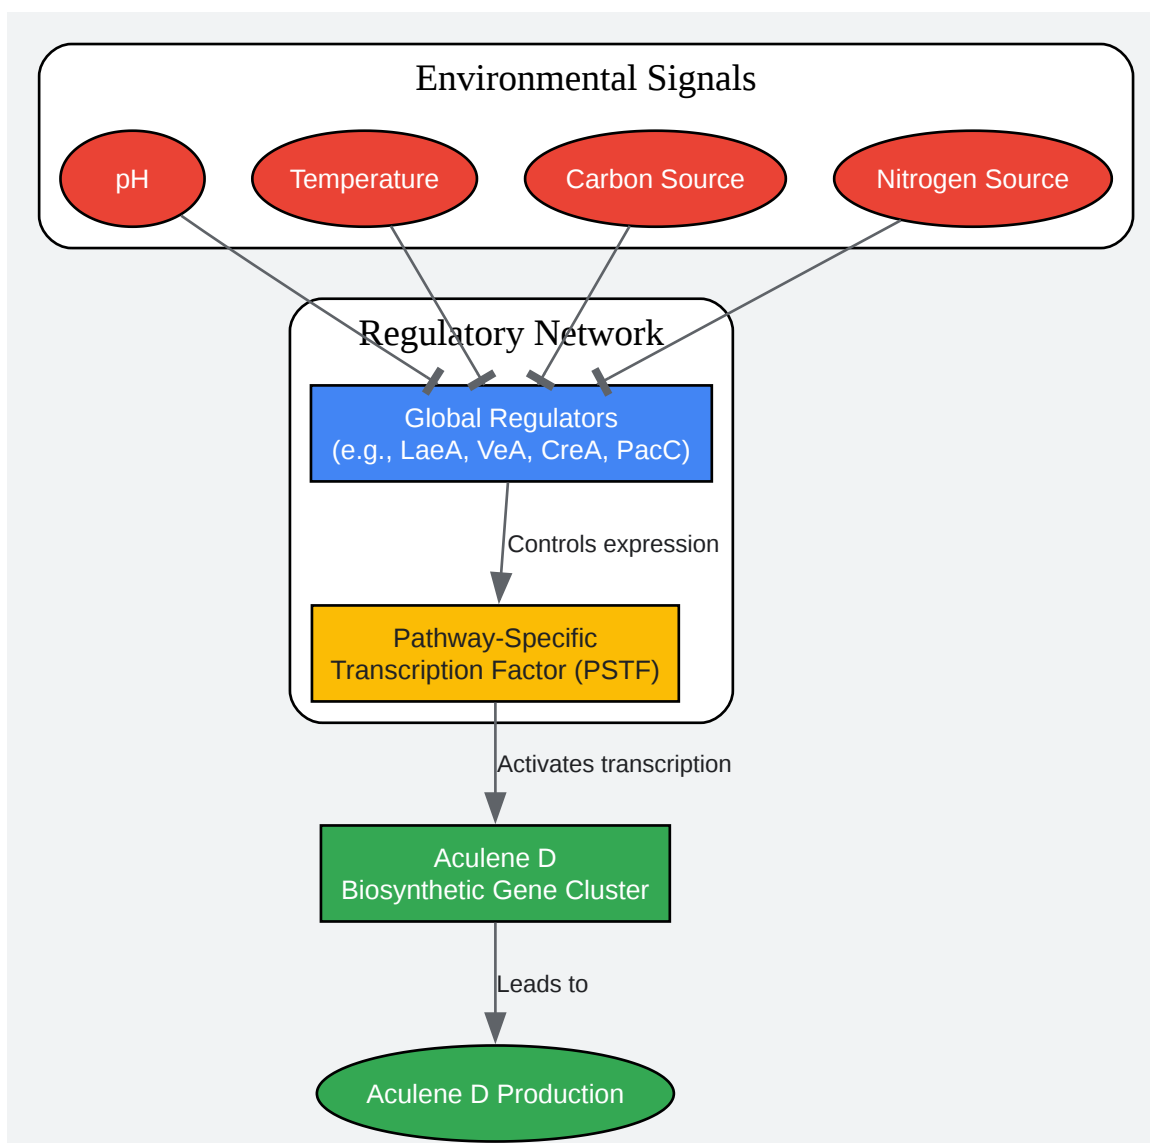 Environmental Signals
pH
Temperature
Carbon Source
Nitrogen Source
Regulatory Network
Global Regulators
(e.g., LaeA, VeA, CreA, PacC)
Controls expression
Pathway-Specific
Transcription Factor (PSTF)
Activates transcription
Aculene D
Biosynthetic Gene Cluster
Leads to
Aculene D Production